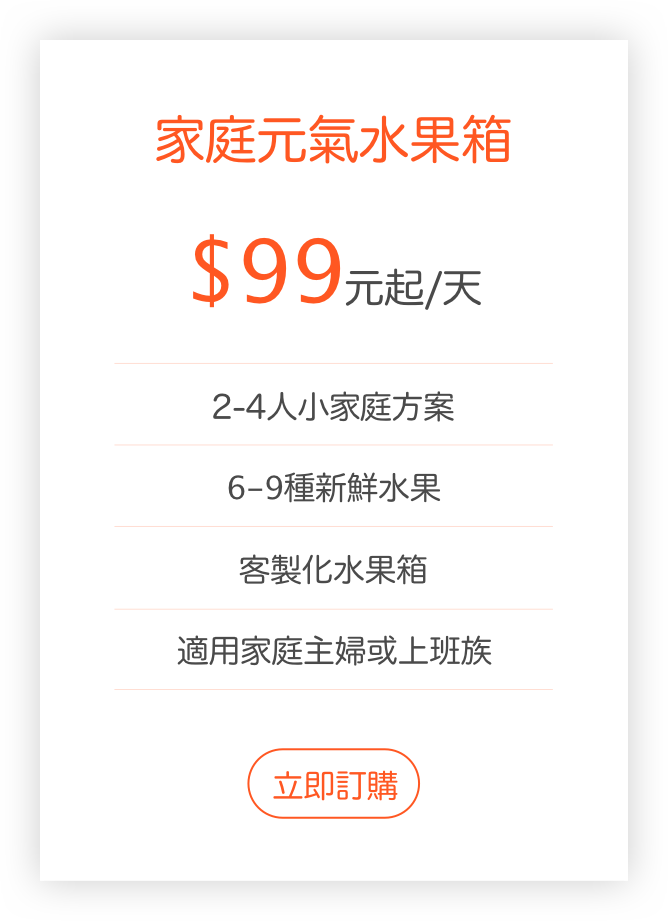 家庭元氣水果箱
$99元起/天
2-4人小家庭方案
6-9種新鮮水果
客製化水果箱
適用家庭主婦或上班族
立即訂購